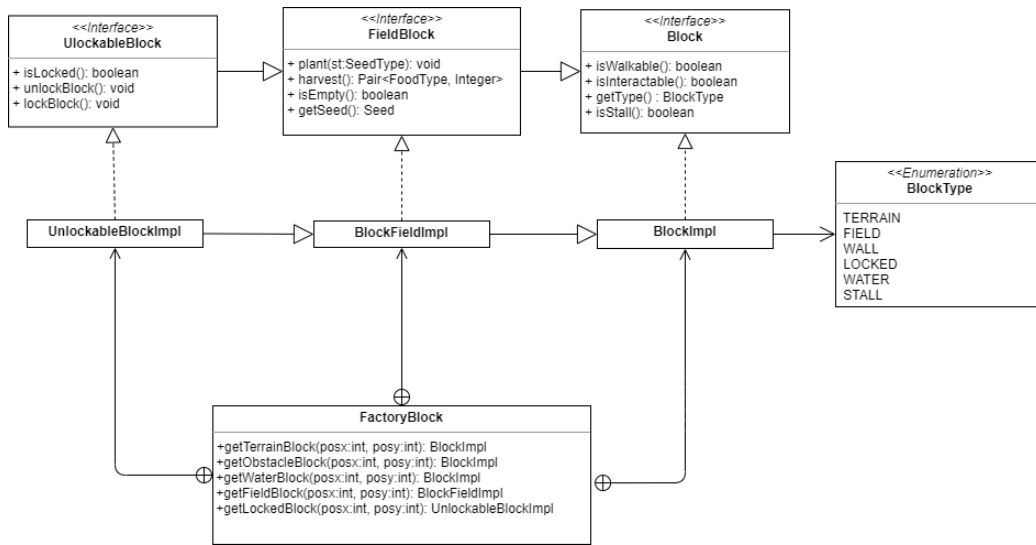 <<Interface>>
UlockableBlock
+ isLocked(): boolean
+ unlockBlock(): void
+ lockBlock(): void
<<Interface>>
FieldBlock
+ plant(st:SeedType): void
+ harvest(): Pair<FoodType, Integer>
+ isEmpty(): boolean
+ getSeed(): Seed
<<Interface>>
Block
+ isWalkable(): boolean
+ isInteractable(): boolean
+ getType() : BlockType
+ isStall(): boolean
<<Enumeration>>
BlockType
TERRAIN
FIELD
WALL
LOCKED
WATER
STALL
UnlockableBlockImpl
BlockFieldImpl
BlockImpl
FactoryBlock
+getTerrainBlock(posx:int, posy:int): BlockImpl
+getObstacleBlock(posx:int, posy:int): BlockImpl
+getWaterBlock(posx:int, posy:int): BlockImpl
+getFieldBlock(posx:int, posy:int): BlockFieldImpl
+getLockedBlock(posx:int, posy:int): UnlockableBlockImpl